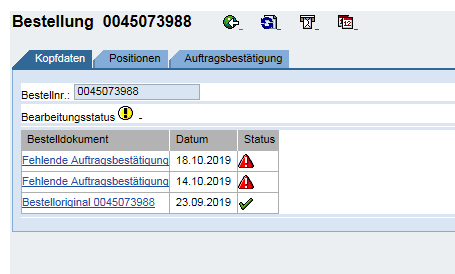 Bestellung 0045073988
Kopfdaten Positionen Auftragsbestätigung
Bestellnr.: 0045073988
Bearbeitungsstatus -
Bestelldokument Datum Status
Fehlende Auftragsbestätigung 18.10.2019
Fehlende Auftragsbestätigung 14.10.2019
Bestelloriginal 0045073988 23.09.2019